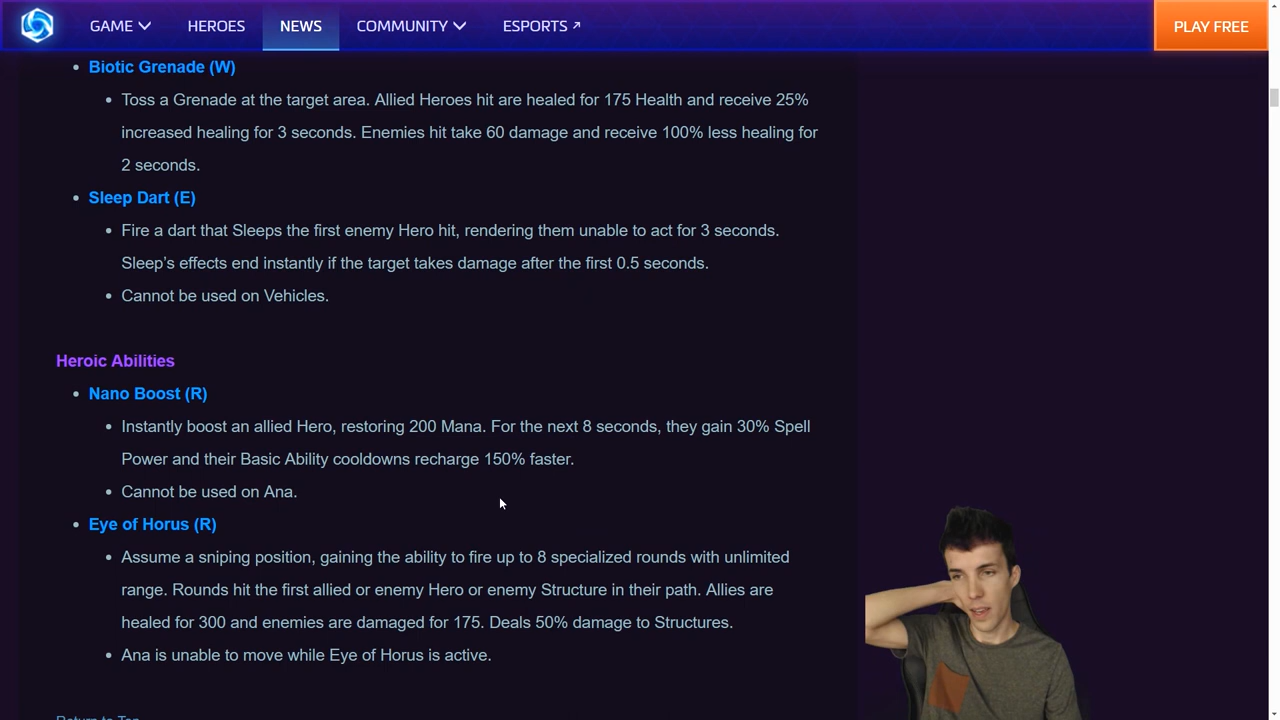 GAME HEROES NEWS COMMUNITY ESPORTS ↗ PLAY FREE
• Biotic Grenade (W)
• Toss a Grenade at the target area. Allied Heroes hit are healed for 175 Health and receive 25%
increased healing for 3 seconds. Enemies hit take 60 damage and receive 100% less healing for
2 seconds.
• Sleep Dart (E)
• Fire a dart that Sleeps the first enemy Hero hit, rendering them unable to act for 3 seconds.
Sleep’s effects end instantly if the target takes damage after the first 0.5 seconds.
• Cannot be used on Vehicles.
Heroic Abilities
• Nano Boost (R)
• Instantly boost an allied Hero, restoring 200 Mana. For the next 8 seconds, they gain 30% Spell
Power and their Basic Ability cooldowns recharge 150% faster.
• Cannot be used on Ana.
• Eye of Horus (R)
• Assume a sniping position, gaining the ability to fire up to 8 specialized rounds with unlimited
range. Rounds hit the first allied or enemy Hero or enemy Structure in their path. Allies are
healed for 300 and enemies are damaged for 175. Deals 50% damage to Structures.
• Ana is unable to move while Eye of Horus is active.
Return to Top